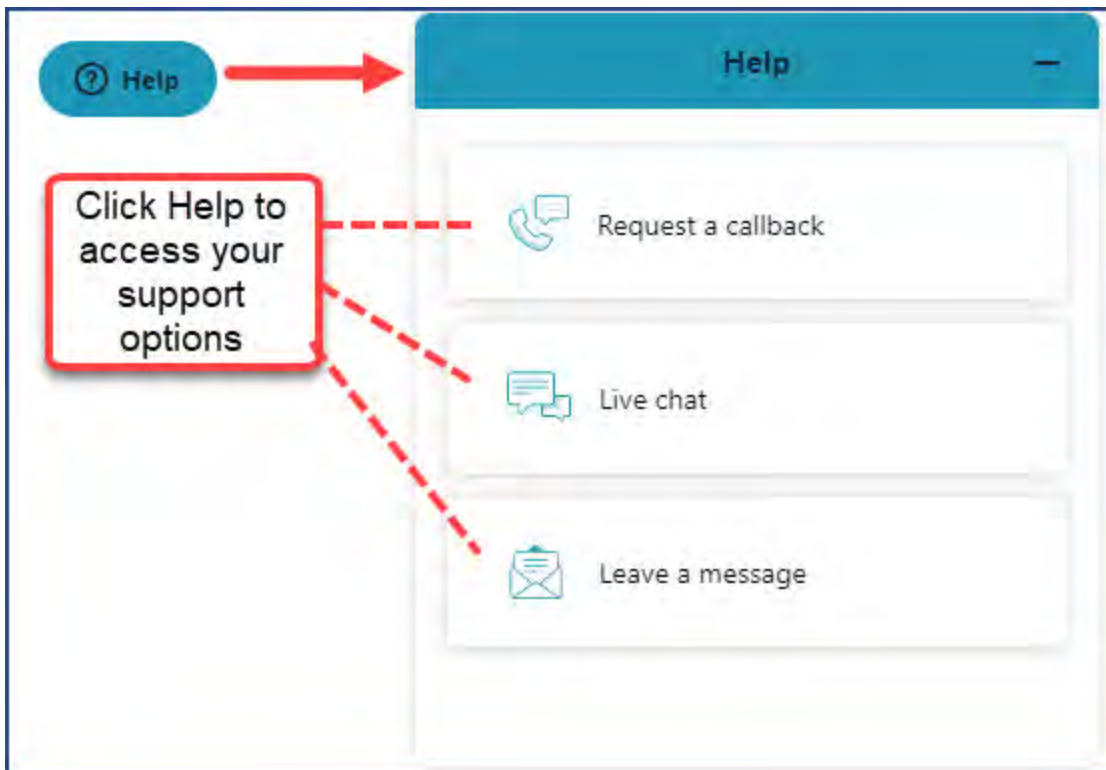 Help
Help
Click Help to
access your
support
options
Request a callback
Live chat
Leave a message